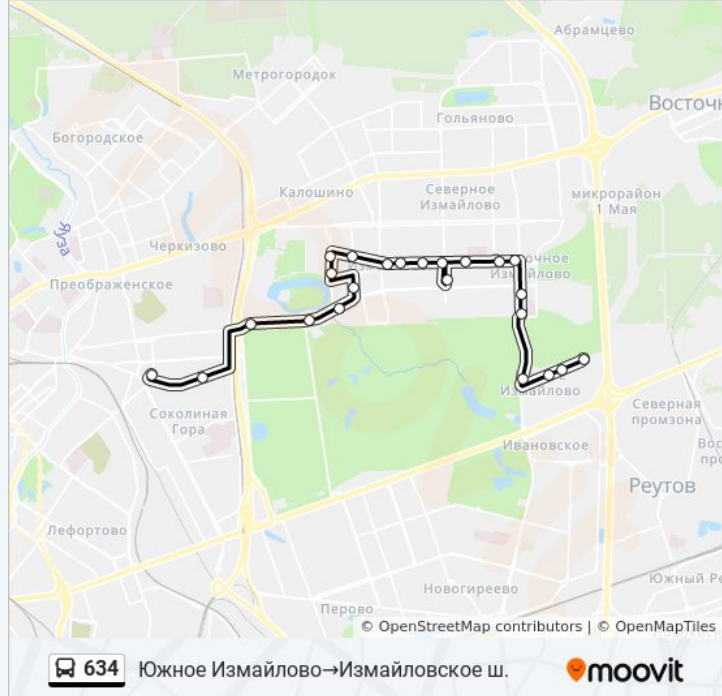 Абрамцево
Метрогородок
Восточн
Гольяново
Богородское
Калошино
Северное
Измайлово
микрорайон
1 Мая
Яуза
Черкизово
Измайлово
Преображенское
Соколиная
Гора
Измайлово
Северная
промзона
Ивановское
Реутов
Лефортово
Новогиреево
Южный Ре
Перово
© OpenStreetMap contributors | © OpenMapTiles
634 Южное Измайлово→Измайловское ш.
moovit